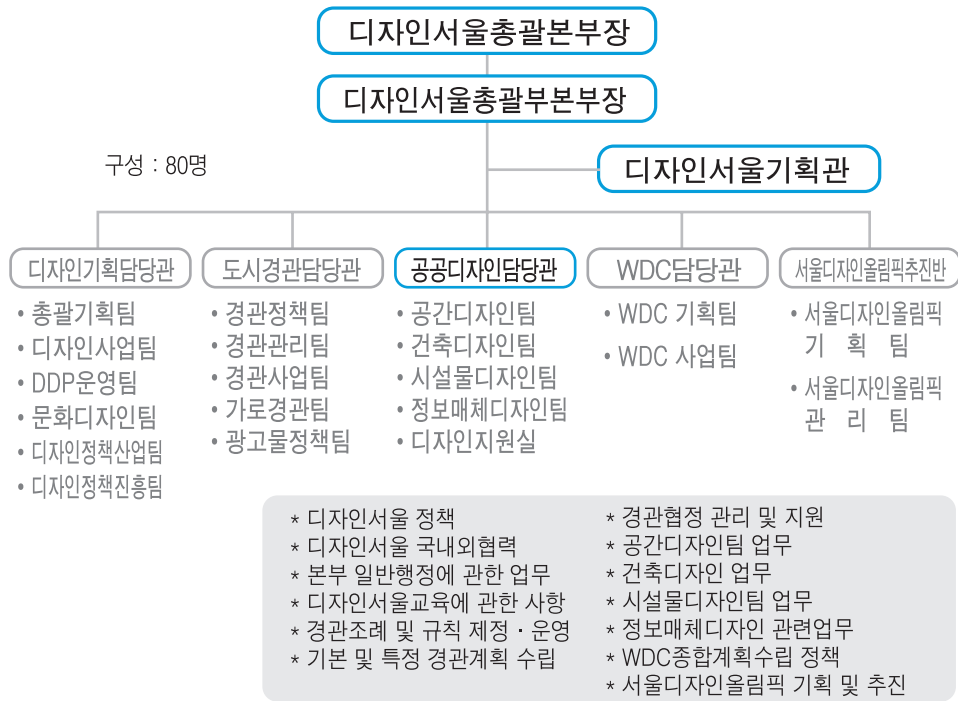 디자인서울총괄본부장
디자인서울총괄부본부장
구성 : 80명
디자인서울기획관
디자인기획담당관
• 총괄기획팀
• 디자인사업팀
• DDP운영팀
• 문화디자인팀
• 디자인정책산업팀
• 디자인정책진흥팀
도시경관담당관
• 경관정책팀
• 경관관리팀
• 경관사업팀
• 가로경관팀
• 광고물정책팀
공공디자인담당관
• 공간디자인팀
• 건축디자인팀
• 시설물디자인팀
• 정보매체디자인팀
• 디자인지원실
WDC담당관
• WDC 기획팀
• WDC 사업팀
서울디자인올림픽추진반
• 서울디자인올림픽
기 획 팀
• 서울디자인올림픽
관 리 팀
* 디자인서울 정책
* 디자인서울 국내외협력
* 본부 일반행정에 관한 업무
* 디자인서울교육에 관한 사항
* 경관조례 및 규칙 제정 · 운영
* 기본 및 특정 경관계획 수립
* 경관협정 관리 및 지원
* 공간디자인팀 업무
* 건축디자인 업무
* 시설물디자인팀 업무
* 정보매체디자인 관련업무
* WDC종합계획수립 정책
* 서울디자인올림픽 기획 및 추진